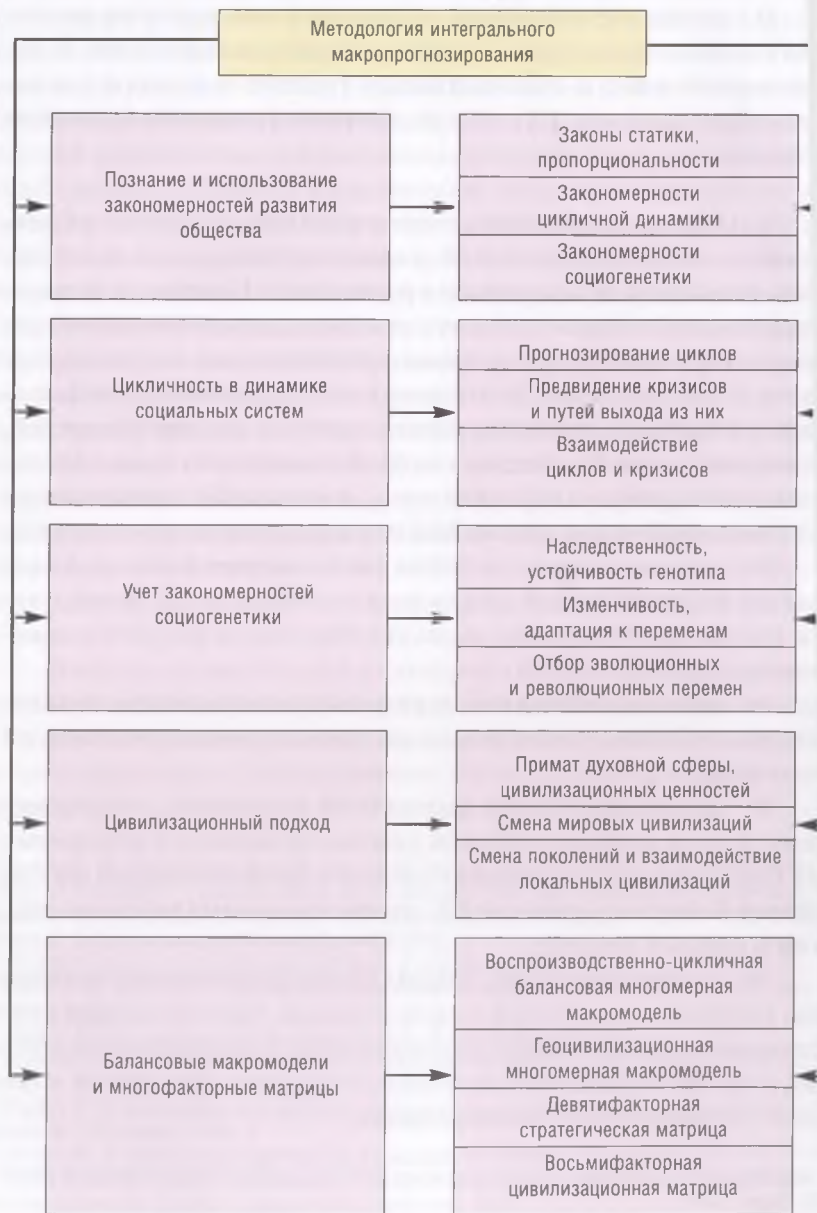 Методология интегрального
макропрогнозирования
Познание и использование
закономерностей развития
общества
Законы статики,
пропорциональности
Закономерности
цикличной динамики
Закономерности
социогенетики
Цикличность в динамике
социальных систем
Прогнозирование циклов
Предвидение кризисов
и путей выхода из них
Взаимодействие
циклов и кризисов
Учет закономерностей
социогенетики
Наследственность,
устойчивость генотипа
Изменчивость,
адаптация к переменам
Отбор эволюционных
и революционных перемен
Цивилизационный подход
Примат духовной сферы,
цивилизационных ценностей
Смена мировых цивилизаций
Смена поколений и взаимодействие
локальных цивилизаций
Балансовые макромодели
и многофакторные матрицы
Воспроизводственно-цикличная
балансовая многомерная
макромодель
Геоцивилизационная
многомерная макромодель
Девятифакторная
стратегическая матрица
Восьмифакторная
цивилизационная матрица